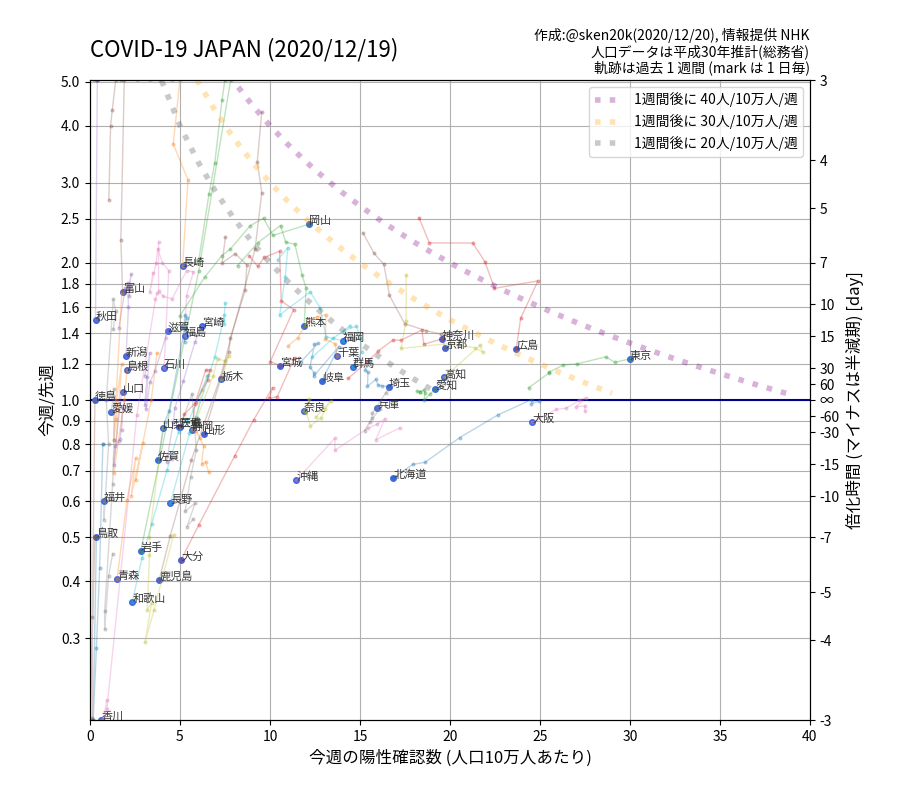 COVID-19 JAPAN (2020/12/19)
作成:@sken20k(2020/12/20), 情報提供 NHK
人口データは平成30年推計(総務省)
軌跡は過去 1 週間 (mark は 1 日毎)
1週間後に 40人/10万人/週
1週間後に 30人/10万人/週
1週間後に 20人/10万人/週
今週/先週
5.0
4.0
3.0
2.5
2.0
1.8
1.6
1.4
1.2
1.0
0.9
0.8
0.7
0.6
0.5
0.4
0.3
岡山
長崎
富山
秋田
滋賀
宮崎
福島
熊本
福岡
神奈川
京都
広島
東京
新潟
島根
石川
栃木
宮城
千葉
群馬
岐阜
埼玉
高知
愛知
徳島
山口
愛媛
奈良
兵庫
大阪
静岡
山形
佐賀
沖縄
北海道
福井
長野
鳥取
岩手
大分
青森
鹿児島
和歌山
香川
3
4
5
7
10
15
30
60
∞
-60
-30
-15
-10
-7
-5
-4
-3
倍化時間 (マイナスは半減期) [day]
0 5 10 15 20 25 30 35 40
今週の陽性確認数 (人口10万人あたり)